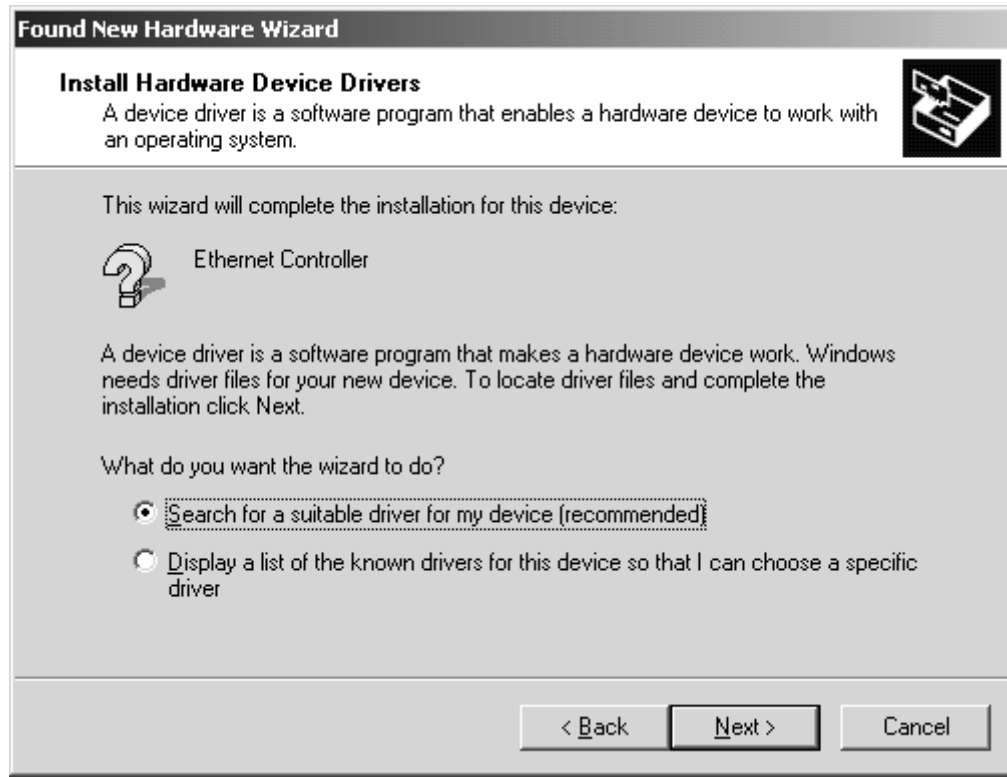 Found New Hardware Wizard
Install Hardware Device Drivers
A device driver is a software program that enables a hardware device to work with
an operating system.
This wizard will complete the installation for this device:
Ethernet Controller
A device driver is a software program that makes a hardware device work. Windows
needs driver files for your new device. To locate driver files and complete the
installation click Next.
What do you want the wizard to do?
Search for a suitable driver for my device (recommended)
Display a list of the known drivers for this device so that I can choose a specific
driver
< Back Next > Cancel